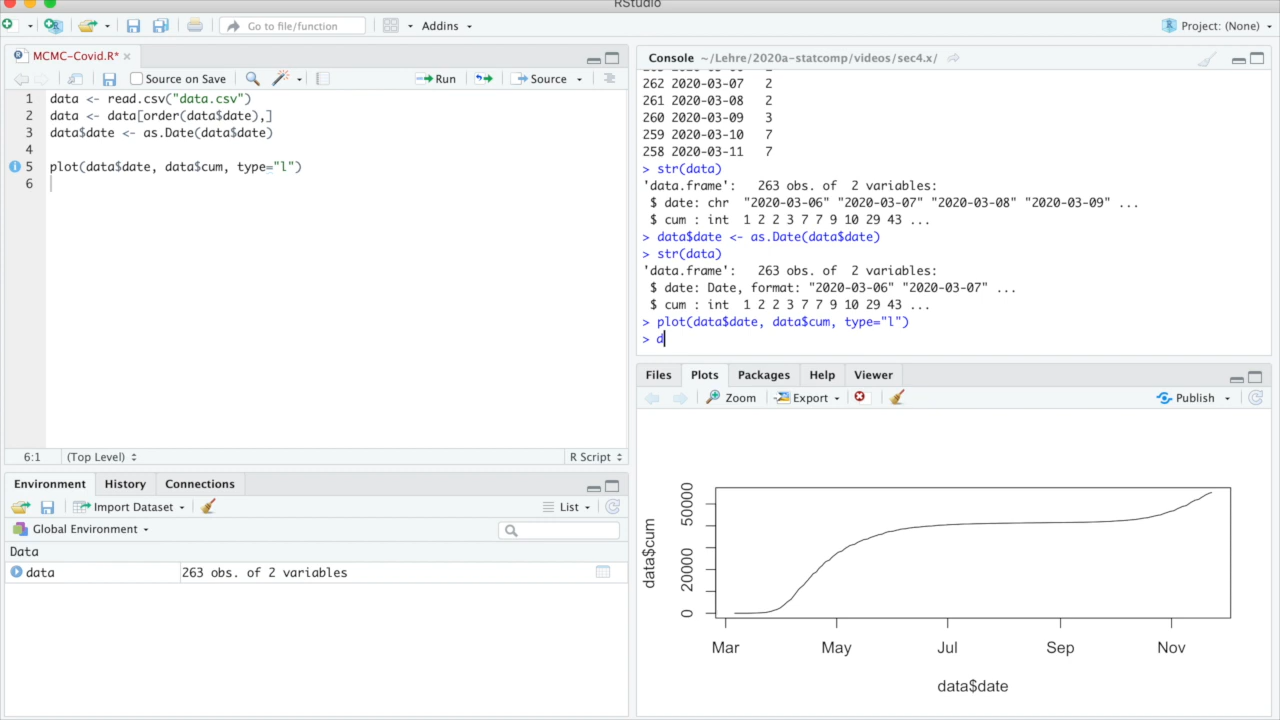 RStudio
Go to file/function
Addins
Project: (None)
MCMC-Covid.R*
Source on Save
Run
Source
1 data <- read.csv("data.csv")
2 data <- data[order(data$date),]
3 data$date <- as.Date(data$date)
4
5 plot(data$date, data$cum, type="l")
6
6:1 (Top Level) R Script
Console ~/Lehre/2020a-statcomp/videos/sec4.x/
262 2020-03-07 2
261 2020-03-08 2
260 2020-03-09 3
259 2020-03-10 7
258 2020-03-11 7
> str(data)
'data.frame': 263 obs. of 2 variables:
$ date: chr "2020-03-06" "2020-03-07" "2020-03-08" "2020-03-09" ...
$ cum : int 1 2 2 3 7 7 9 10 29 43 ...
> data$date <- as.Date(data$date)
> str(data)
'data.frame': 263 obs. of 2 variables:
$ date: Date, format: "2020-03-06" "2020-03-07" ...
$ cum : int 1 2 2 3 7 7 9 10 29 43 ...
> plot(data$date, data$cum, type="l")
> d
Environment History Connections
Import Dataset List
Global Environment
Data
data 263 obs. of 2 variables
Files Plots Packages Help Viewer
Zoom Export Publish
data$cum
50000
20000
0
Mar May Jul Sep Nov
data$date